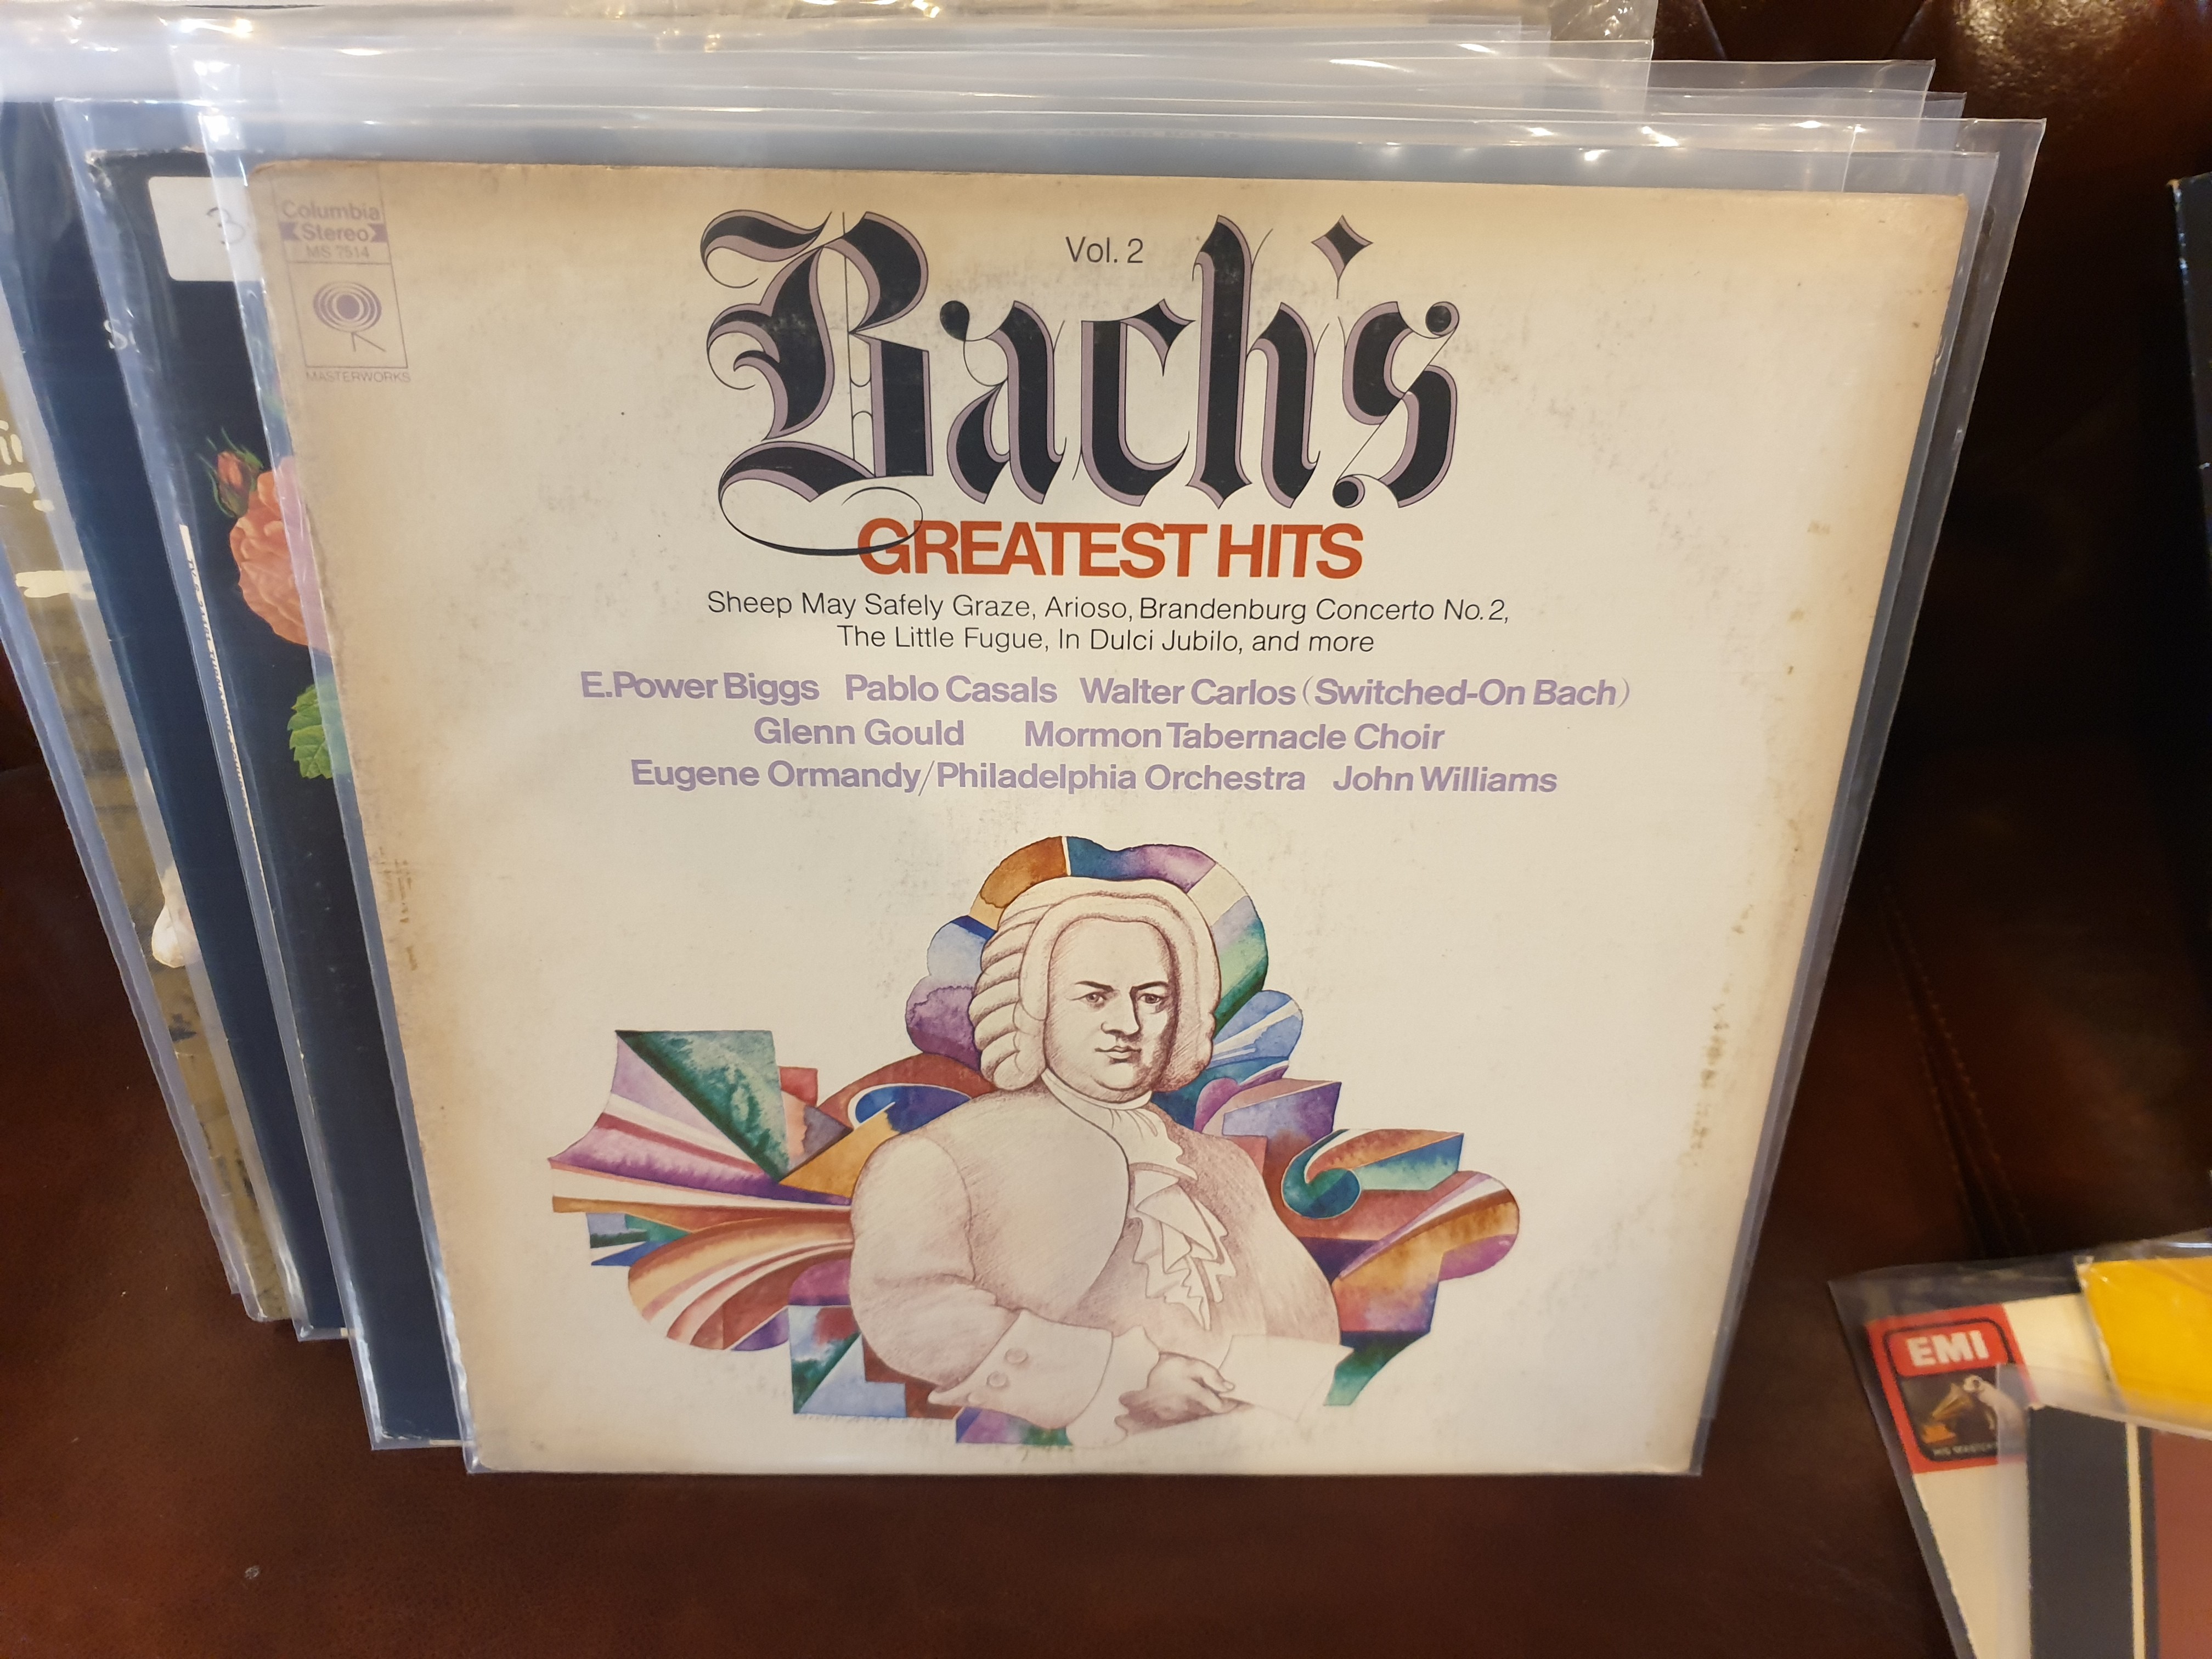 Columbia
Stereo
MS 7514
MASTERWORKS
Vol. 2
Bach's
GREATEST HITS
Sheep May Safely Graze, Arioso, Brandenburg Concerto No. 2,
The Little Fugue, In Dulci Jubilo, and more
E. Power Biggs Pablo Casals Walter Carlos (Switched-On Bach)
Glenn Gould Mormon Tabernacle Choir
Eugene Ormandy/Philadelphia Orchestra John Williams
3
EMI